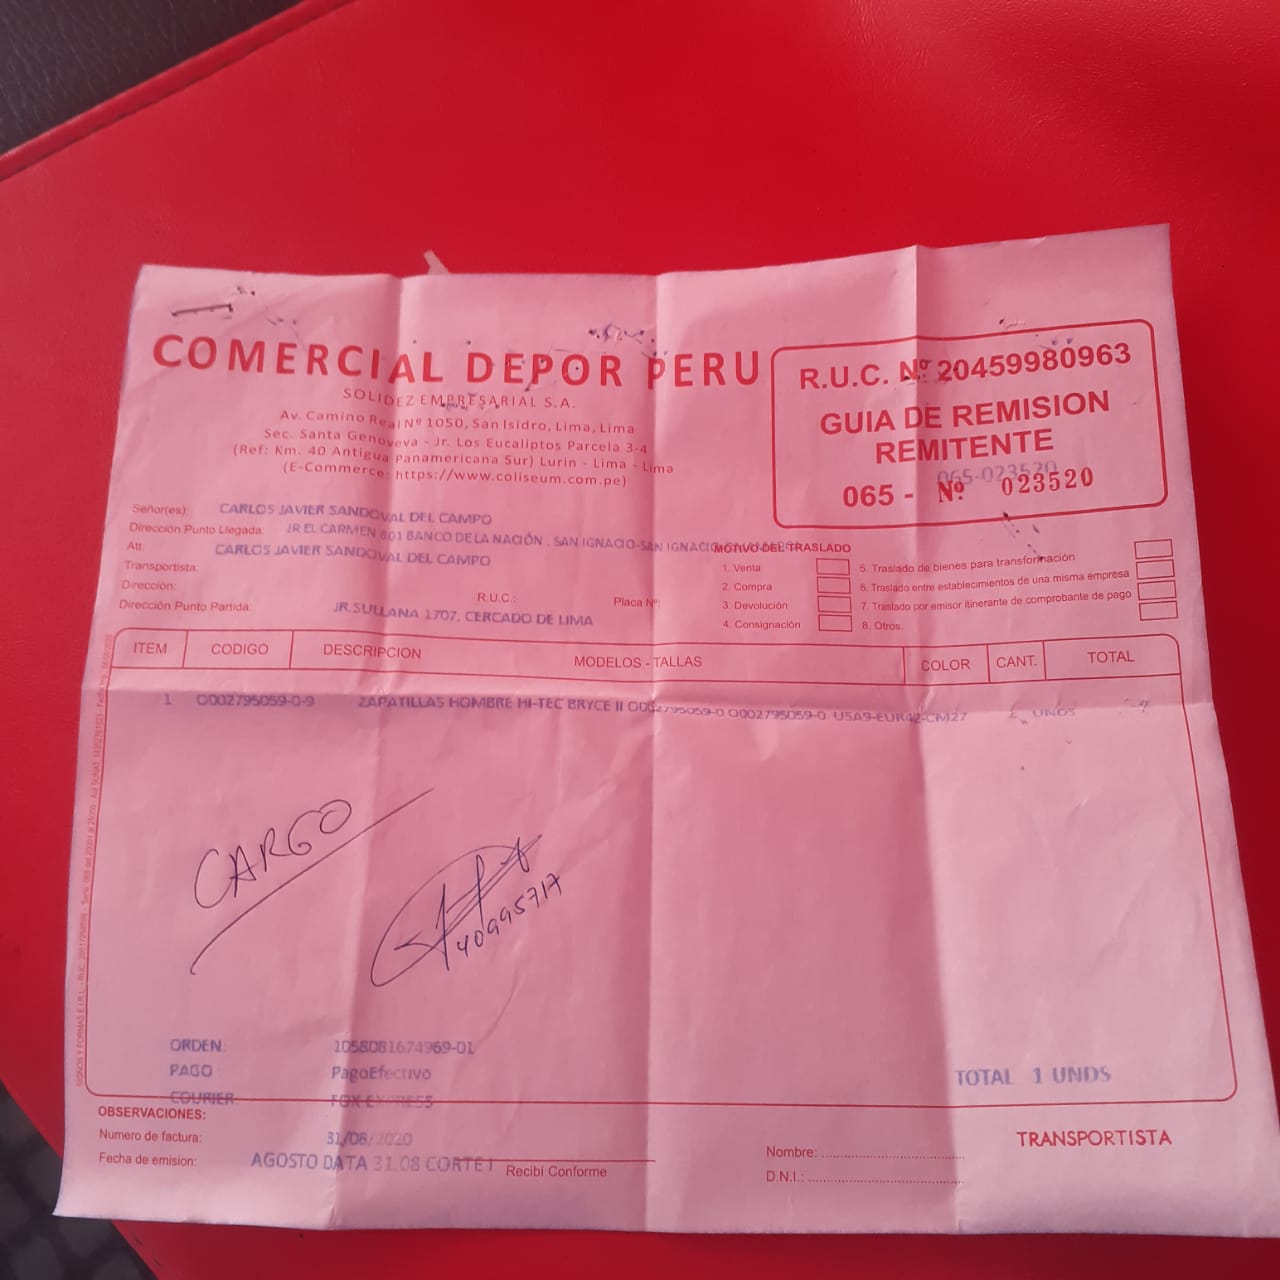 COMERCIAL DEPOR PERU
SOLIDEZ EMPRESARIAL S.A.
Av. Camino Real Nº 1050, San Isidro, Lima, Lima
Sec. Santa Genoveva - Jr. Los Eucaliptos Parcela 3-4
(Ref: Km. 40 Antigua Panamericana Sur) Lurin - Lima - Lima
(E-Commerce: https://www.coliseum.com.pe)
R.U.C. Nº 20459980963
GUIA DE REMISION
REMITENTE
065-023520
065 - Nº 023520
Señor(es): CARLOS JAVIER SANDOVAL DEL CAMPO
Dirección Punto Llegada: JR EL CARMEN 801 BANCO DE LA NACIÓN , SAN IGNACIO-SAN IGNACIO
Att: CARLOS JAVIER SANDOVAL DEL CAMPO
Transportista:
Dirección: R.U.C.: Placa Nº:
Dirección Punto Partida: JR.SULLANA 1707, CERCADO DE LIMA
MOTIVO DEL TRASLADO
1. Venta
2. Compra
3. Devolución
4. Consignación
5. Traslado de bienes para transformación
6. Traslado entre establecimientos de una misma empresa
7. Traslado por emisor itinerante de comprobante de pago
8. Otros.
ITEM CODIGO DESCRIPCION MODELOS - TALLAS COLOR CANT. TOTAL
1 O002795059-0-9 ZAPATILLAS HOMBRE HI-TEC BRYCE II O002795059-0 O002795059-0 USA9-EUR42-CM27 UNDS
CARGO
40995717
ORDEN: 1058081674969-01
PAGO : PagoEfectivo
COURIER: FOX EXPRESS
TOTAL 1 UNDS
OBSERVACIONES:
Numero de factura: 31/08/2020
Fecha de emision: AGOSTO DATA 31.08 CORTE I
Recibí Conforme
Nombre:
D.N.I.:
TRANSPORTISTA